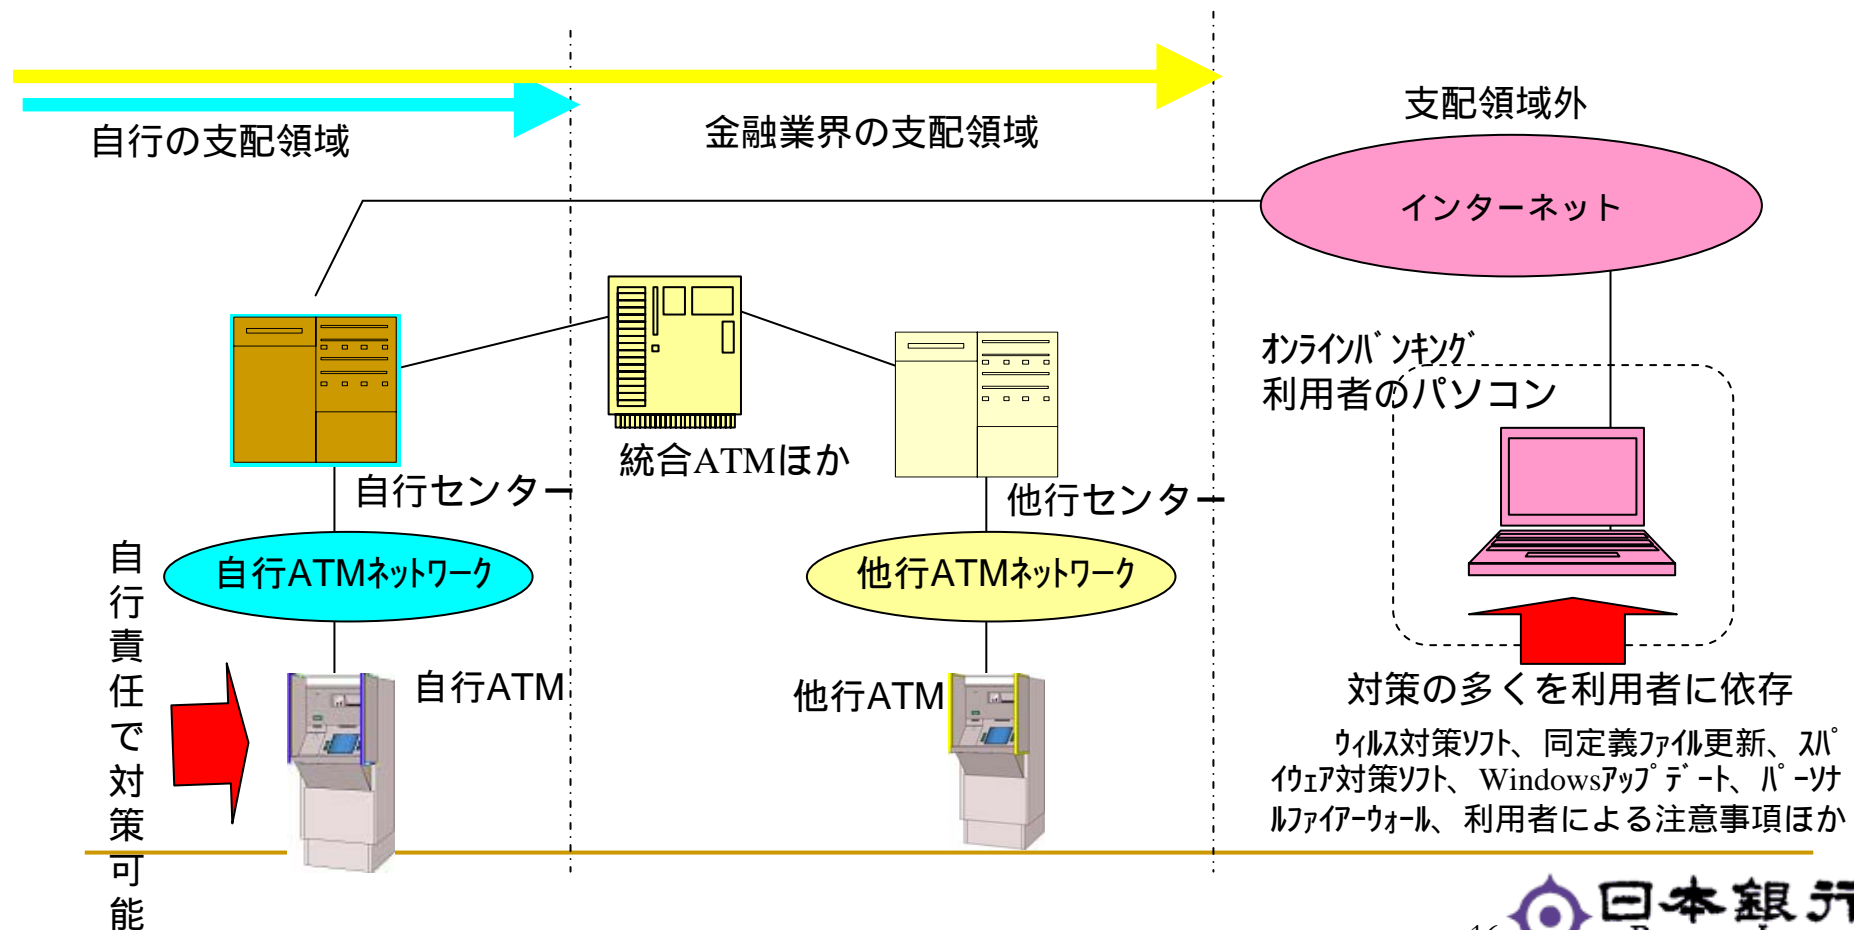 自行の支配領域
金融業界の支配領域
支配領域外
インターネット
オンラインバンキング
利用者のパソコン
統合ATMほか
自行センター
他行センター
自行ATMネットワーク
他行ATMネットワーク
自行責任で対策可能
自行ATM
他行ATM
対策の多くを利用者に依存
ウィルス対策ソフト、同定義ファイル更新、スパ
イウェア対策ソフト、Windowsアップデート、パーソナ
ルファイアーウォール、利用者による注意事項ほか
日本銀行